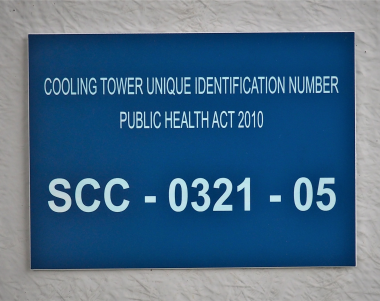 COOLING TOWER UNIQUE IDENTIFICATION NUMBER
PUBLIC HEALTH ACT 2010
SCC - 0321 - 05